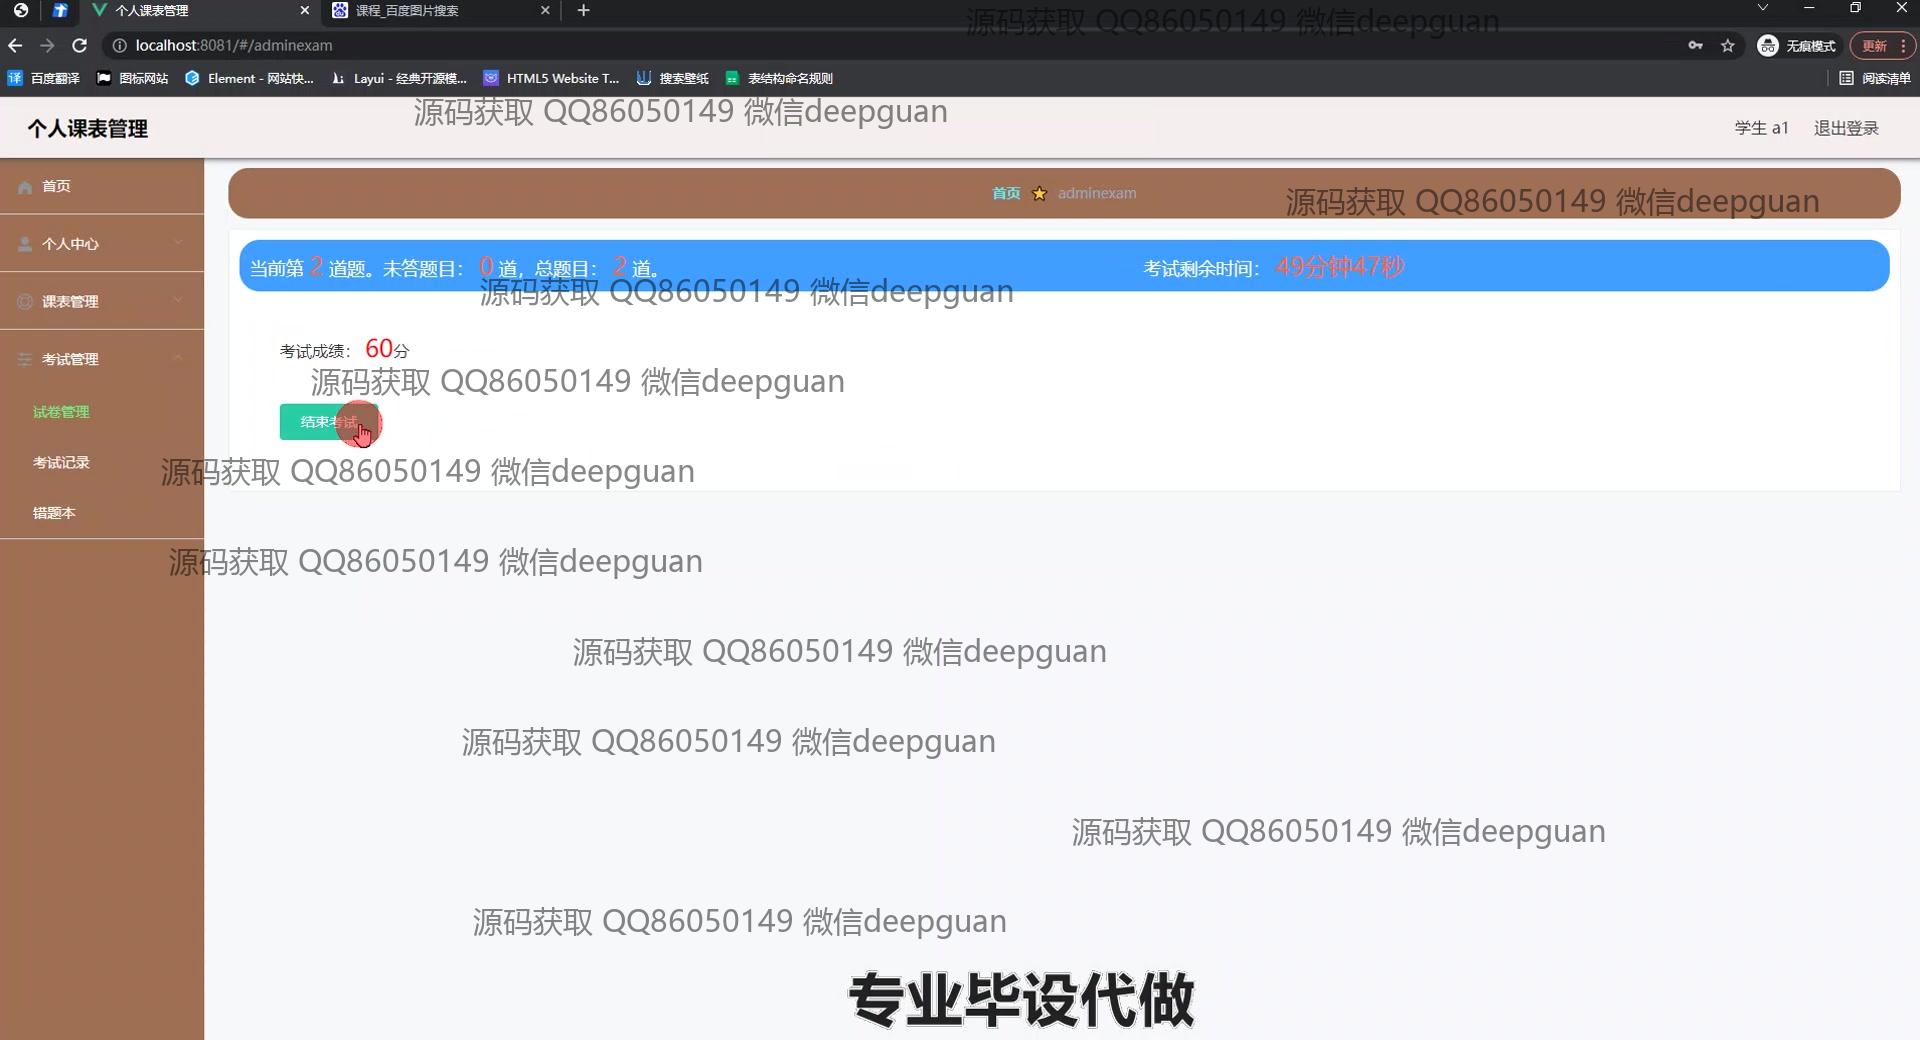 个人课表管理
课程_百度图片搜索
源码获取 QQ86050149 微信deepguan
localhost:8081/#/adminexam
无痕模式
更新
百度翻译
图标网站
Element - 网站快...
Layui - 经典开源模...
HTML5 Website T...
搜索壁纸
表结构命名规则
阅读清单
源码获取 QQ86050149 微信deepguan
个人课表管理
学生 a1
退出登录
首页
首页
adminexam
源码获取 QQ86050149 微信deepguan
个人中心
当前第 2 道题。未答题目: 0 道，总题目: 2 道。
考试剩余时间: 49分钟47秒
源码获取 QQ86050149 微信deepguan
课表管理
考试成绩: 60分
考试管理
源码获取 QQ86050149 微信deepguan
试卷管理
结束考试
考试记录
源码获取 QQ86050149 微信deepguan
错题本
源码获取 QQ86050149 微信deepguan
源码获取 QQ86050149 微信deepguan
源码获取 QQ86050149 微信deepguan
源码获取 QQ86050149 微信deepguan
源码获取 QQ86050149 微信deepguan
专业毕设代做